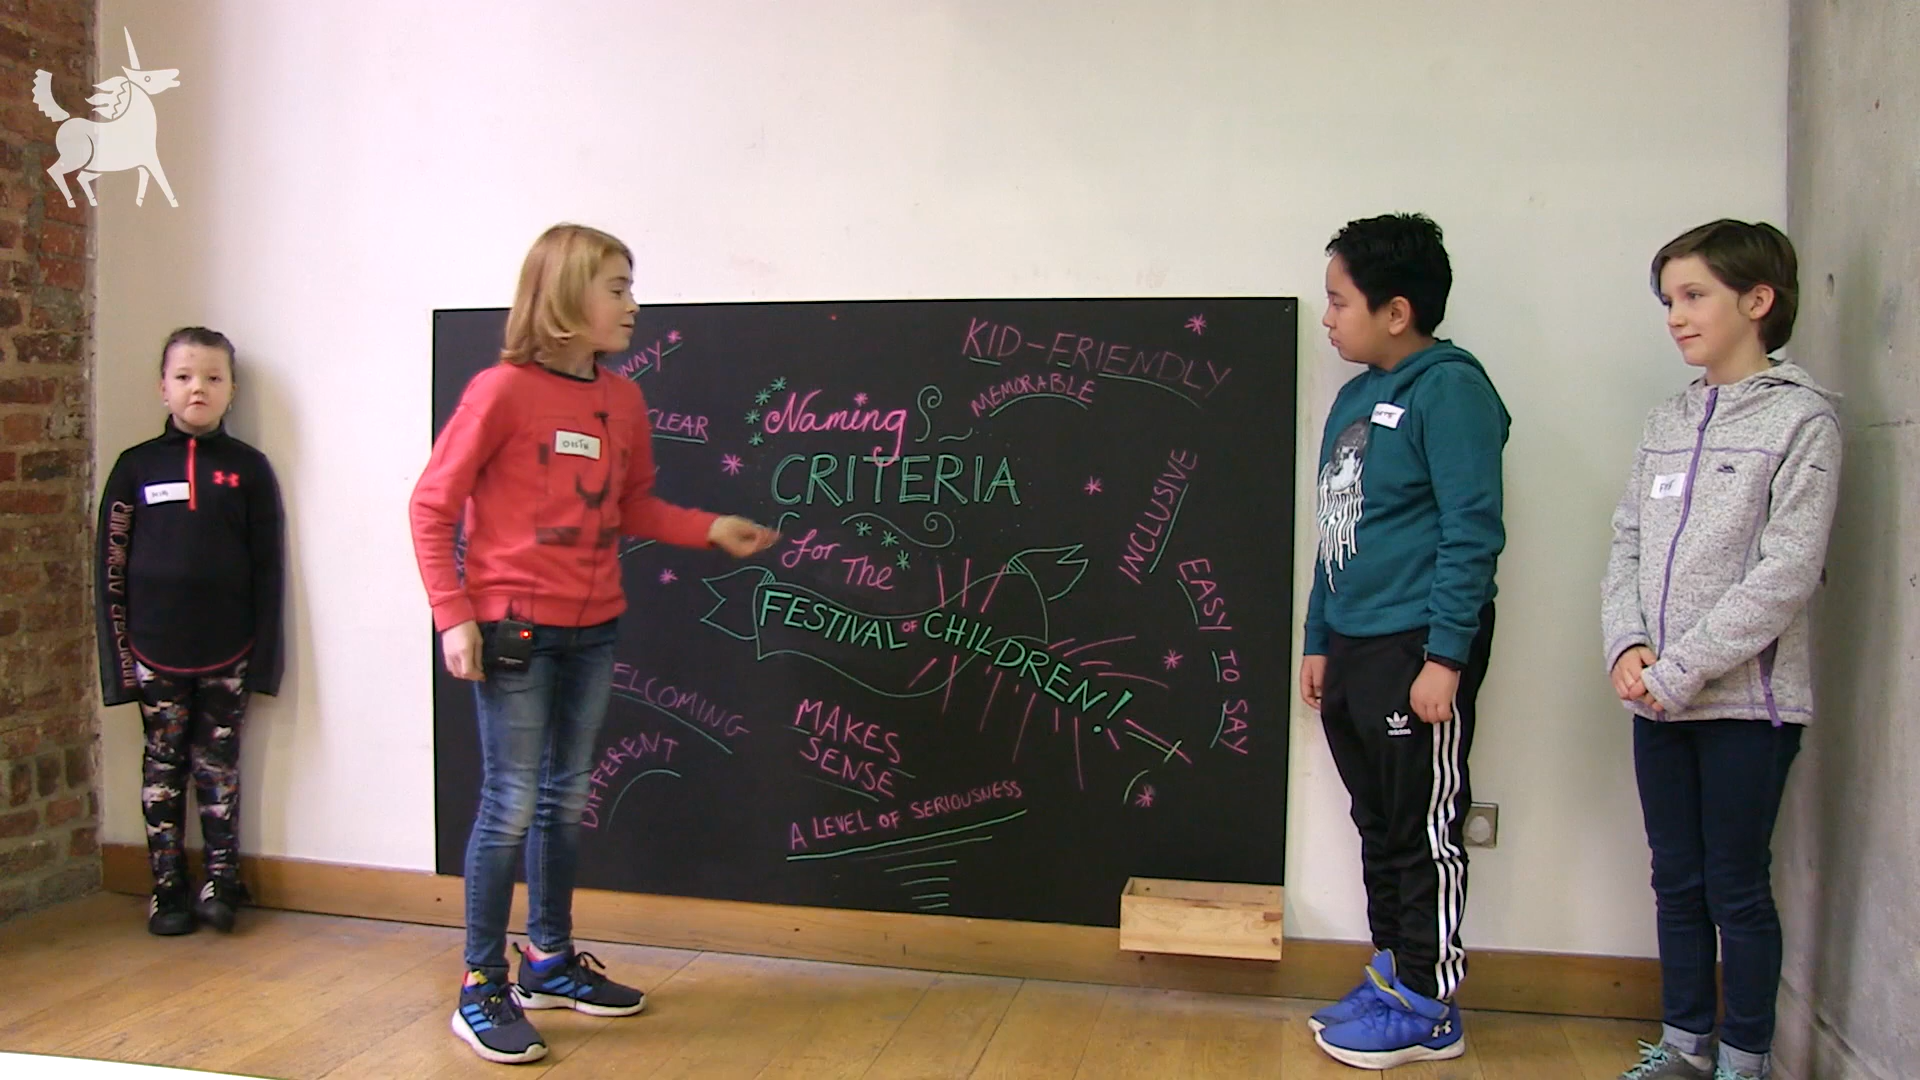 Naming
CRITERIA
for The
FESTIVAL OF CHILDREN!
CLEAR
KID-FRIENDLY
MEMORABLE
INCLUSIVE
EASY TO SAY
MAKES
SENSE
A LEVEL OF SERIOUSNESS
DIFFERENT
UNDER ARMOUR
adidas